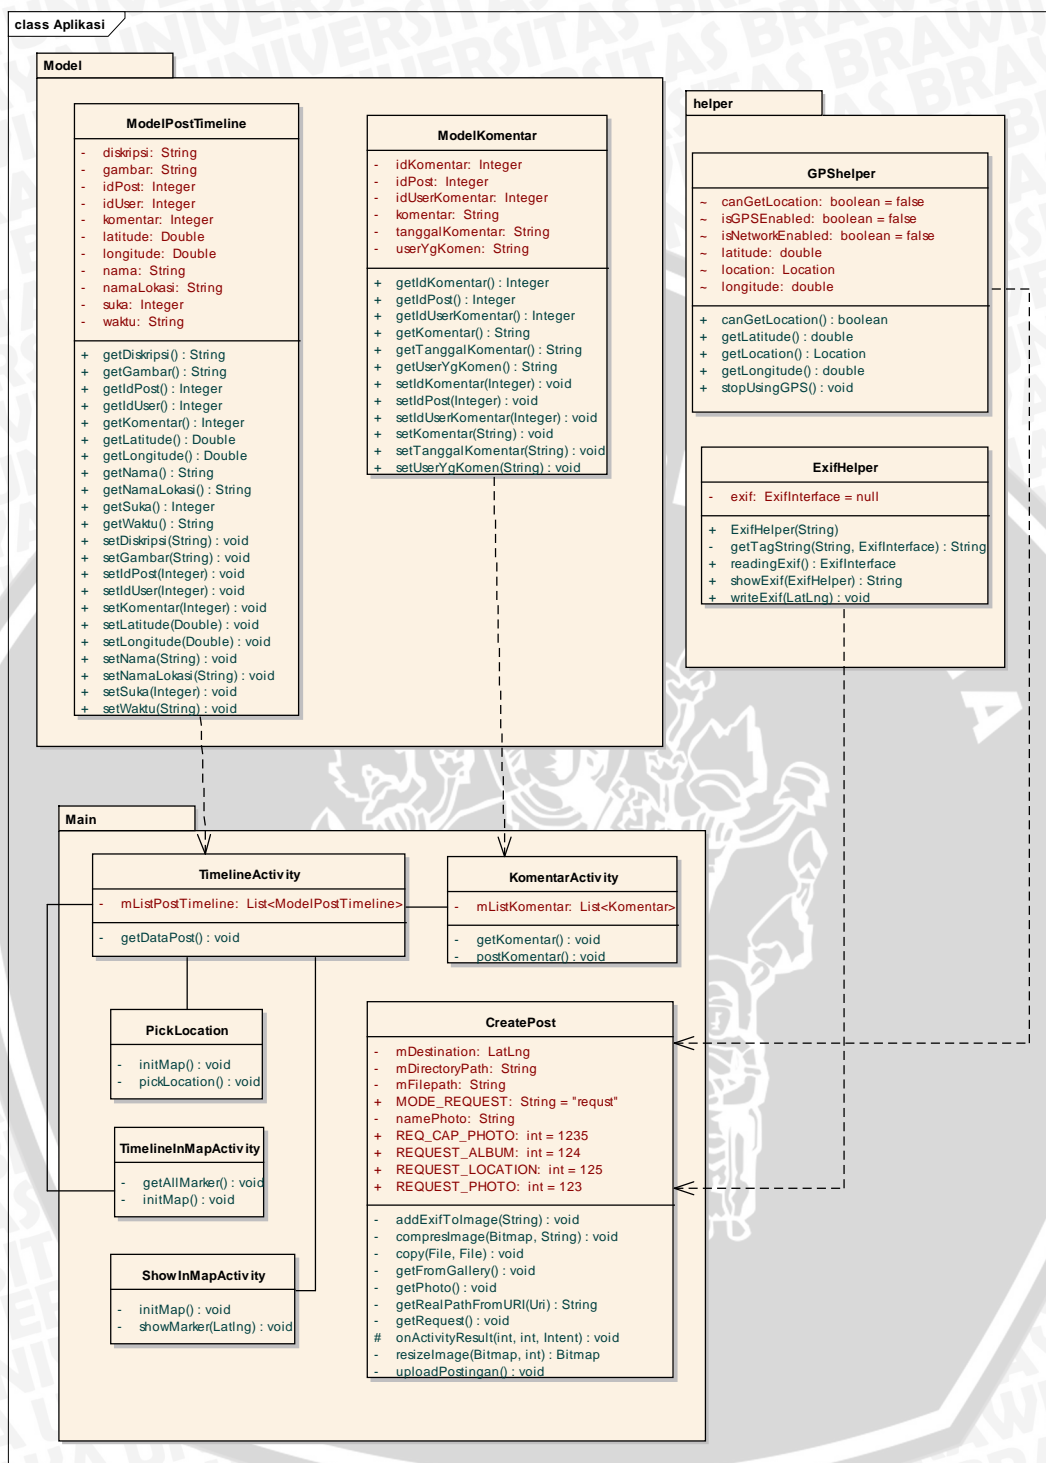 class Aplikasi
Model
ModelPostTimeline
- diskripsi: String
- gambar: String
- idPost: Integer
- idUser: Integer
- komentar: Integer
- latitude: Double
- longitude: Double
- nama: String
- namaLokasi: String
- suka: Integer
- waktu: String
+ getDiskripsi() : String
+ getGambar() : String
+ getIdPost() : Integer
+ getIdUser() : Integer
+ getKomentar() : Integer
+ getLatitude() : Double
+ getLongitude() : Double
+ getNama() : String
+ getNamaLokasi() : String
+ getSuka() : Integer
+ getWaktu() : String
+ setDiskripsi(String) : void
+ setGambar(String) : void
+ setIdPost(Integer) : void
+ setIdUser(Integer) : void
+ setKomentar(Integer) : void
+ setLatitude(Double) : void
+ setLongitude(Double) : void
+ setNama(String) : void
+ setNamaLokasi(String) : void
+ setSuka(Integer) : void
+ setWaktu(String) : void
ModelKomentar
- idKomentar: Integer
- idPost: Integer
- idUserKomentar: Integer
- komentar: String
- tanggalKomentar: String
- userYgKomen: String
+ getIdKomentar() : Integer
+ getIdPost() : Integer
+ getIdUserKomentar() : Integer
+ getKomentar() : String
+ getTanggalKomentar() : String
+ getUserYgKomen() : String
+ setIdKomentar(Integer) : void
+ setIdPost(Integer) : void
+ setIdUserKomentar(Integer) : void
+ setKomentar(String) : void
+ setTanggalKomentar(String) : void
+ setUserYgKomen(String) : void
helper
GPShelper
~ canGetLocation: boolean = false
~ isGPSEnabled: boolean = false
~ isNetworkEnabled: boolean = false
~ latitude: double
~ location: Location
~ longitude: double
+ canGetLocation() : boolean
+ getLatitude() : double
+ getLocation() : Location
+ getLongitude() : double
+ stopUsingGPS() : void
ExifHelper
- exif: ExifInterface = null
+ ExifHelper(String)
- getTagString(String, ExifInterface) : String
+ readingExif() : ExifInterface
+ showExif(ExifHelper) : String
+ writeExif(LatLng) : void
Main
TimelineActivity
- mListPostTimeline: List<ModelPostTimeline>
- getDataPost() : void
KomentarActivity
- mListKomentar: List<Komentar>
- getKomentar() : void
- postKomentar() : void
PickLocation
- initMap() : void
- pickLocation() : void
TimelineInMapActivity
- getAllMarker() : void
- initMap() : void
ShowInMapActivity
- initMap() : void
- showMarker(Latlng) : void
CreatePost
- mDestination: LatLng
- mDirectoryPath: String
- mFilepath: String
+ MODE_REQUEST: String = "requst"
- namePhoto: String
+ REQ_CAP_PHOTO: int = 1235
+ REQUEST_ALBUM: int = 124
+ REQUEST_LOCATION: int = 125
+ REQUEST_PHOTO: int = 123
- addExifToImage(String) : void
- compresImage(Bitmap, String) : void
- copy(File, File) : void
- getFromGallery() : void
- getPhoto() : void
- getRealPathFromURI(Uri) : String
- getRequest() : void
# onActivityResult(int, int, Intent) : void
- resizeImage(Bitmap, int) : Bitmap
- uploadPostingan() : void